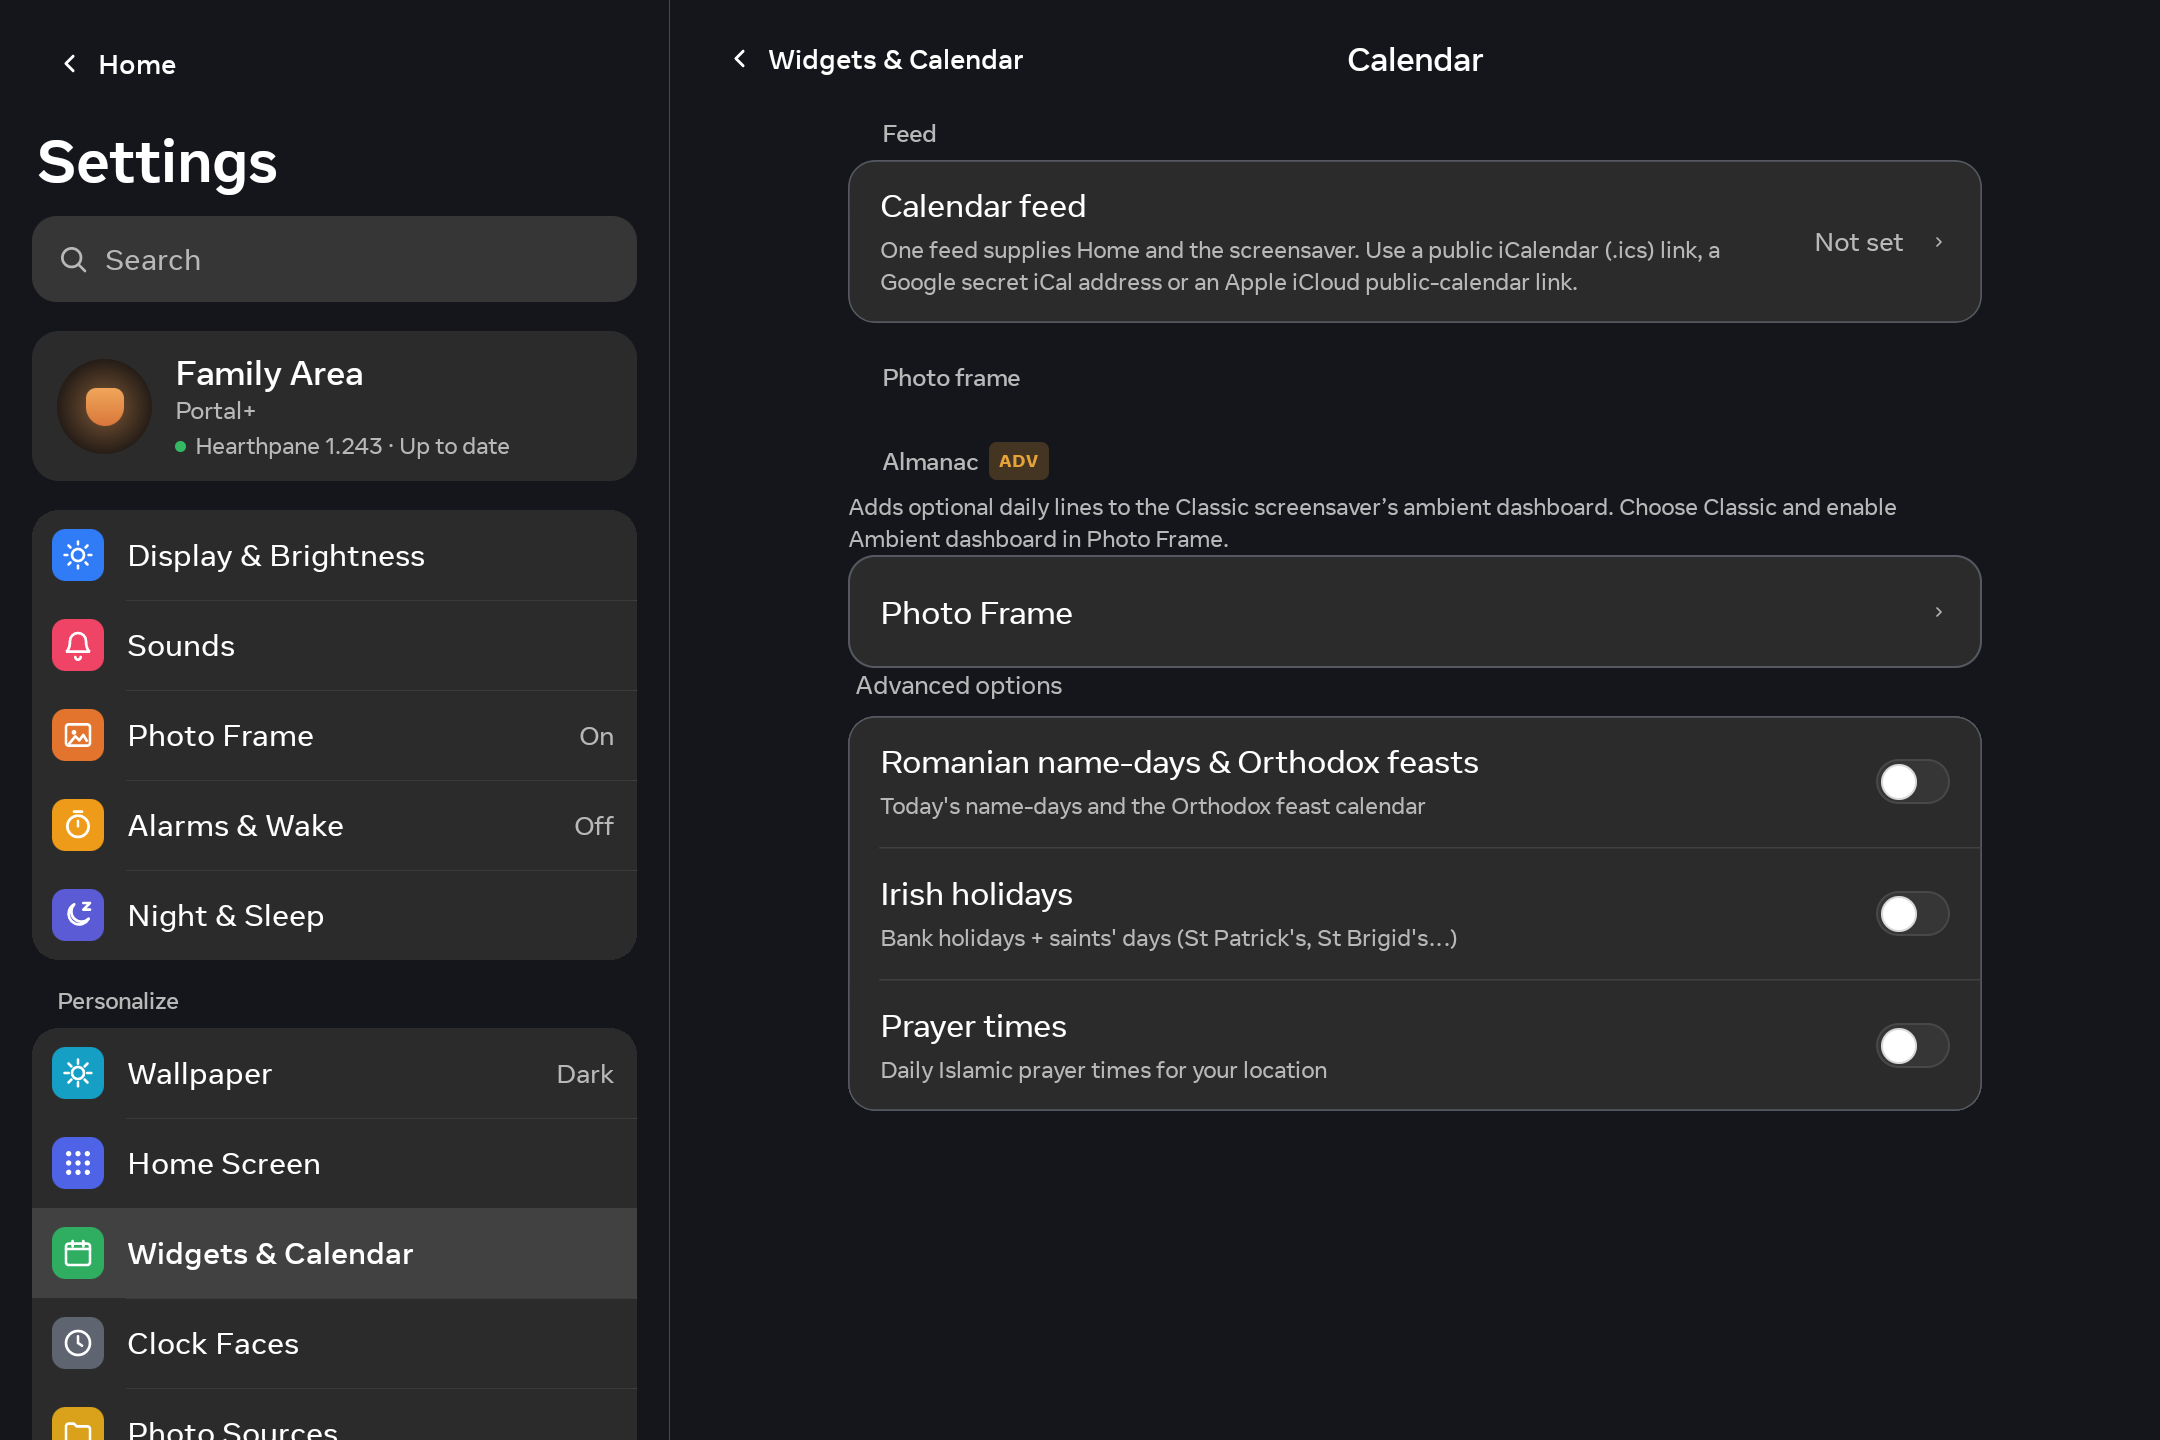 Home
Settings
Search
Family Area
Portal+
Hearthpane 1.243 · Up to date
Display & Brightness
Sounds
Photo Frame On
Alarms & Wake Off
Night & Sleep
Personalize
Wallpaper Dark
Home Screen
Widgets & Calendar
Clock Faces
Photo Sources
Widgets & Calendar
Calendar
Feed
Calendar feed
One feed supplies Home and the screensaver. Use a public iCalendar (.ics) link, a
Google secret iCal address or an Apple iCloud public-calendar link.
Not set
Photo frame
Almanac ADV
Adds optional daily lines to the Classic screensaver’s ambient dashboard. Choose Classic and enable
Ambient dashboard in Photo Frame.
Photo Frame
Advanced options
Romanian name-days & Orthodox feasts
Today's name-days and the Orthodox feast calendar
Irish holidays
Bank holidays + saints' days (St Patrick's, St Brigid's…)
Prayer times
Daily Islamic prayer times for your location